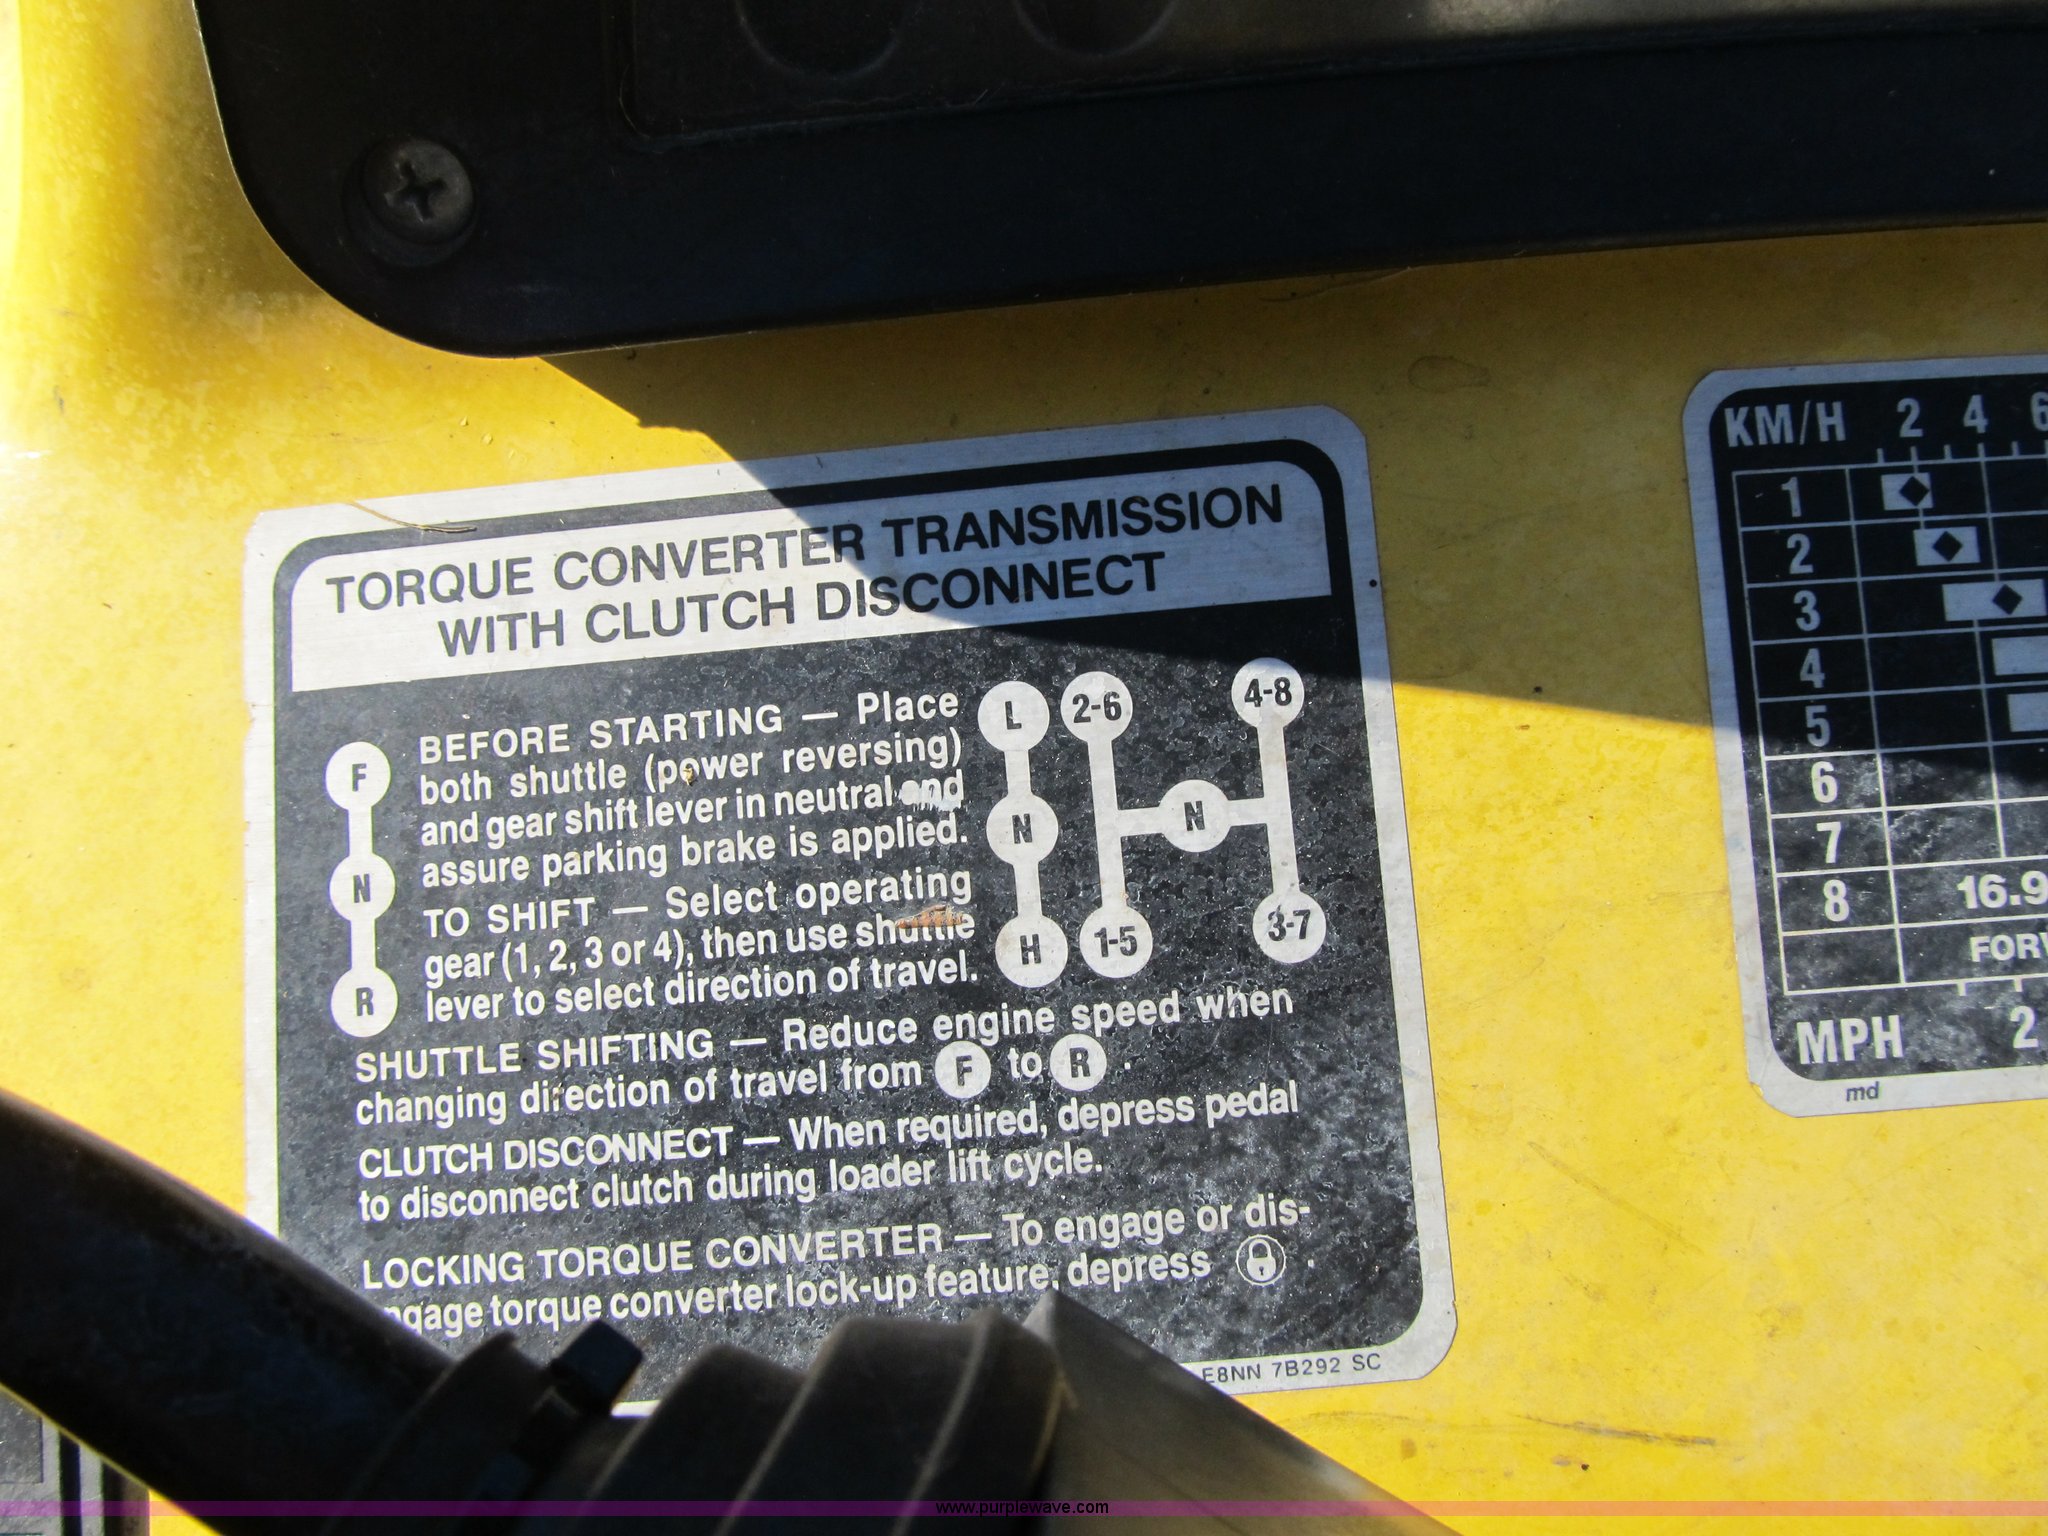 TORQUE CONVERTER TRANSMISSION
WITH CLUTCH DISCONNECT
BEFORE STARTING — Place
both shuttle (power reversing)
and gear shift lever in neutral and
assure parking brake is applied.
TO SHIFT — Select operating
gear (1, 2, 3 or 4), then use shuttle
lever to select direction of travel.
F
N
R
L
N
H
2-6 4-8
N
1-5 3-7
SHUTTLE SHIFTING — Reduce engine speed when
changing direction of travel from F to R .
CLUTCH DISCONNECT — When required, depress pedal
to disconnect clutch during loader lift cycle.
LOCKING TORQUE CONVERTER — To engage or dis-
engage torque converter lock-up feature, depress .
E8NN 7B292 SC
KM/H 2 4 6
1
2
3
4
5
6
7
8 16.9
MPH 2
md
www.purplewave.com